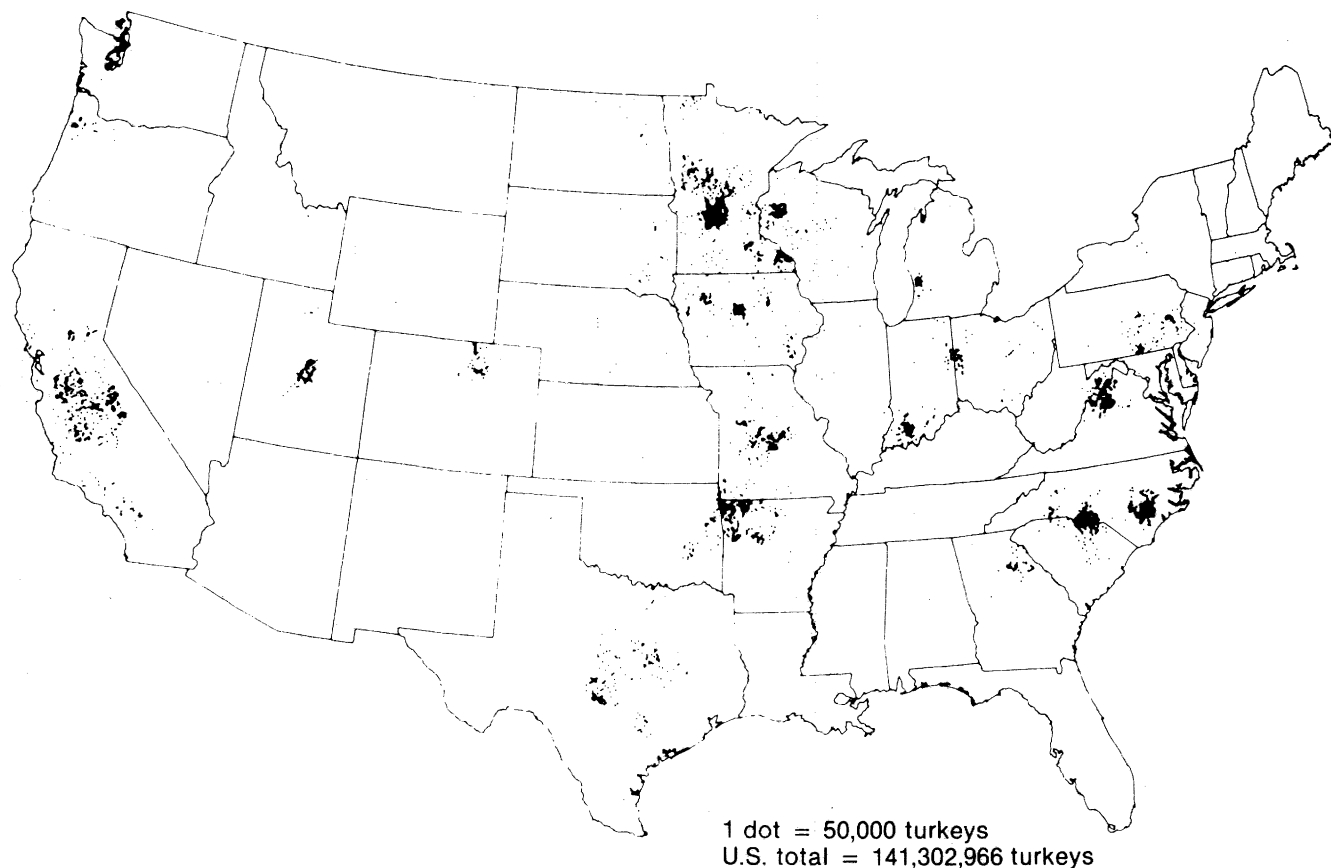 1 dot = 50,000 turkeys
U.S. total = 141,302,966 turkeys